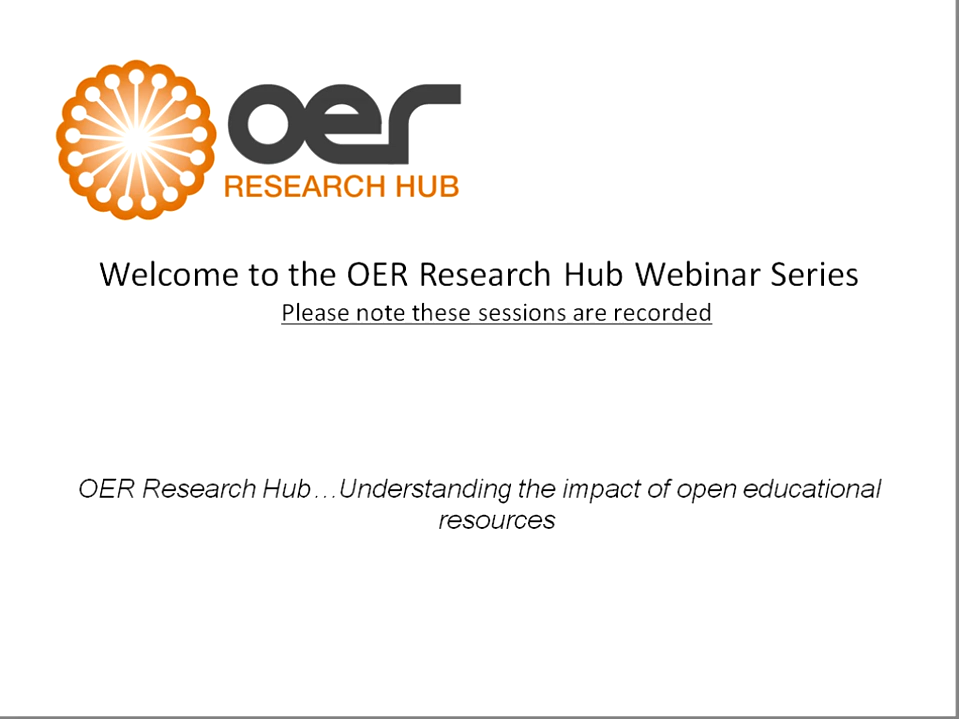 oer
RESEARCH HUB
Welcome to the OER Research Hub Webinar Series
Please note these sessions are recorded
OER Research Hub…Understanding the impact of open educational
resources